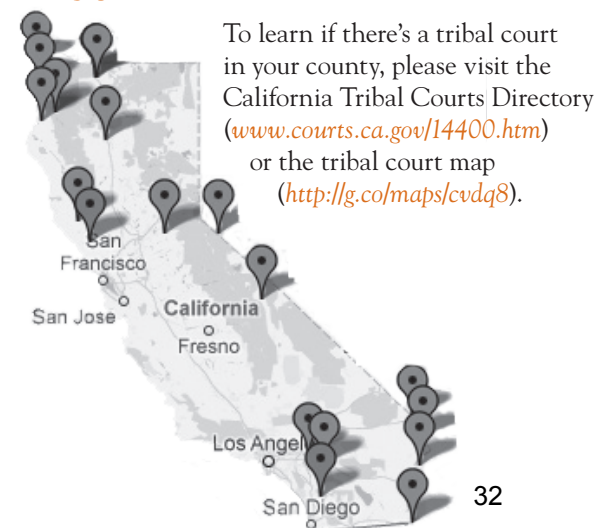 To learn if there's a tribal court
in your county, please visit the
California Tribal Courts Directory
(www.courts.ca.gov/14400.htm)
or the tribal court map
(http://g.co/maps/cvdq8).
San
Francisco
San Jose
California
Fresno
Los Angel
San Diego
32